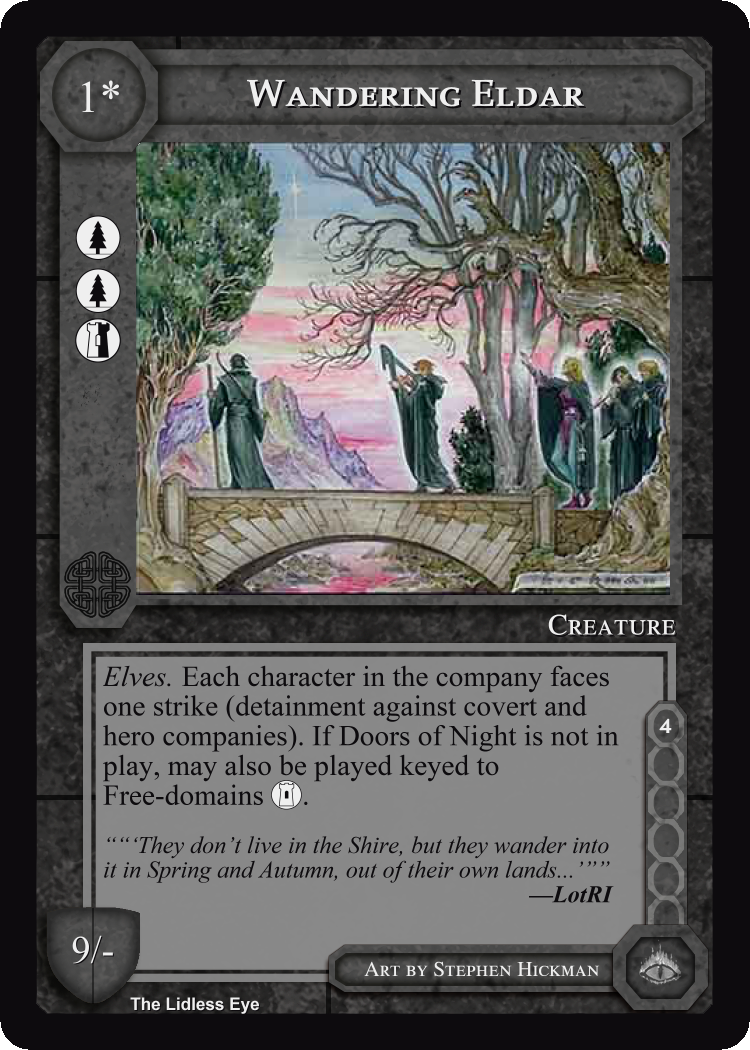 1*
Wandering Eldar
Creature
Elves. Each character in the company faces
one strike (detainment against covert and
hero companies). If Doors of Night is not in
play, may also be played keyed to
Free-domains .
4
““‘They don’t live in the Shire, but they wander into
it in Spring and Autumn, out of their own lands...’””
—LotRI
9/-
Art by Stephen Hickman
The Lidless Eye